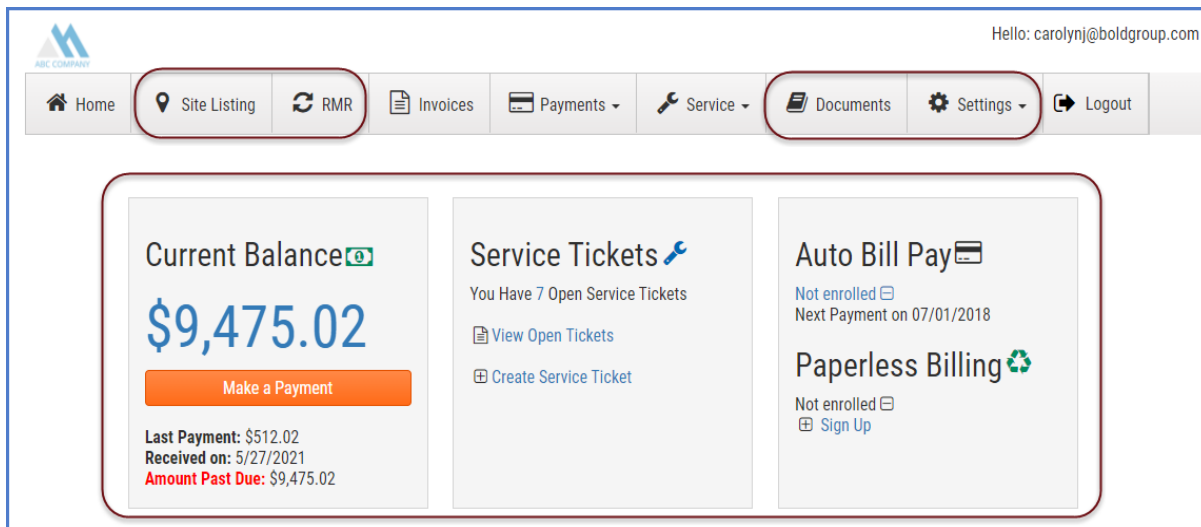 Hello: carolynj@boldgroup.com
ABC COMPANY
Home Site Listing RMR Invoices Payments Service Documents Settings Logout
Current Balance
$9,475.02
Make a Payment
Last Payment: $512.02
Received on: 5/27/2021
Amount Past Due: $9,475.02
Service Tickets
You Have 7 Open Service Tickets
View Open Tickets
Create Service Ticket
Auto Bill Pay
Not enrolled
Next Payment on 07/01/2018
Paperless Billing
Not enrolled
Sign Up